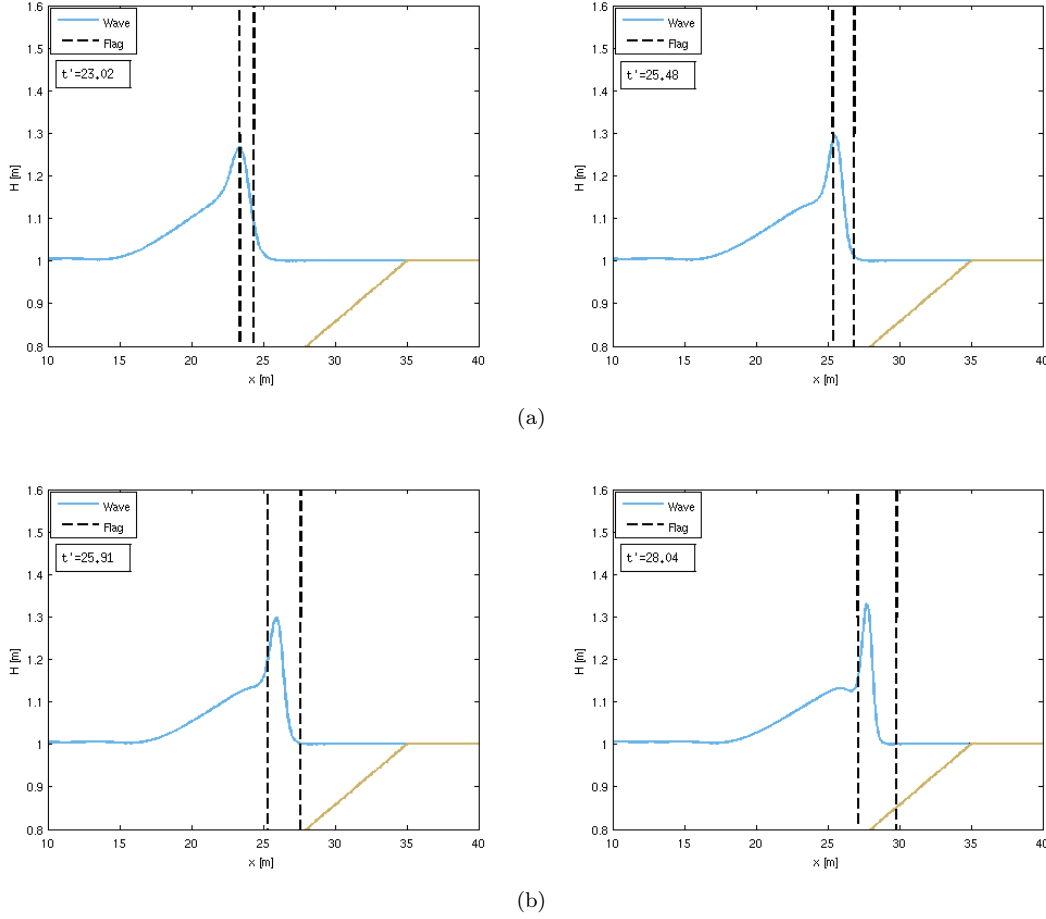 1.6
1.5
1.4
1.3
1.2
1.1
1
0.9
0.8
H [m]
Wave
Flag
t'=23.02
10 15 20 25 30 35 40
x [m]
1.6
1.5
1.4
1.3
1.2
1.1
1
0.9
0.8
H [m]
Wave
Flag
t'=25.48
10 15 20 25 30 35 40
x [m]
(a)
1.6
1.5
1.4
1.3
1.2
1.1
1
0.9
0.8
H [m]
Wave
Flag
t'=25.91
10 15 20 25 30 35 40
x [m]
1.6
1.5
1.4
1.3
1.2
1.1
1
0.9
0.8
H [m]
Wave
Flag
t'=28.04
10 15 20 25 30 35 40
x [m]
(b)